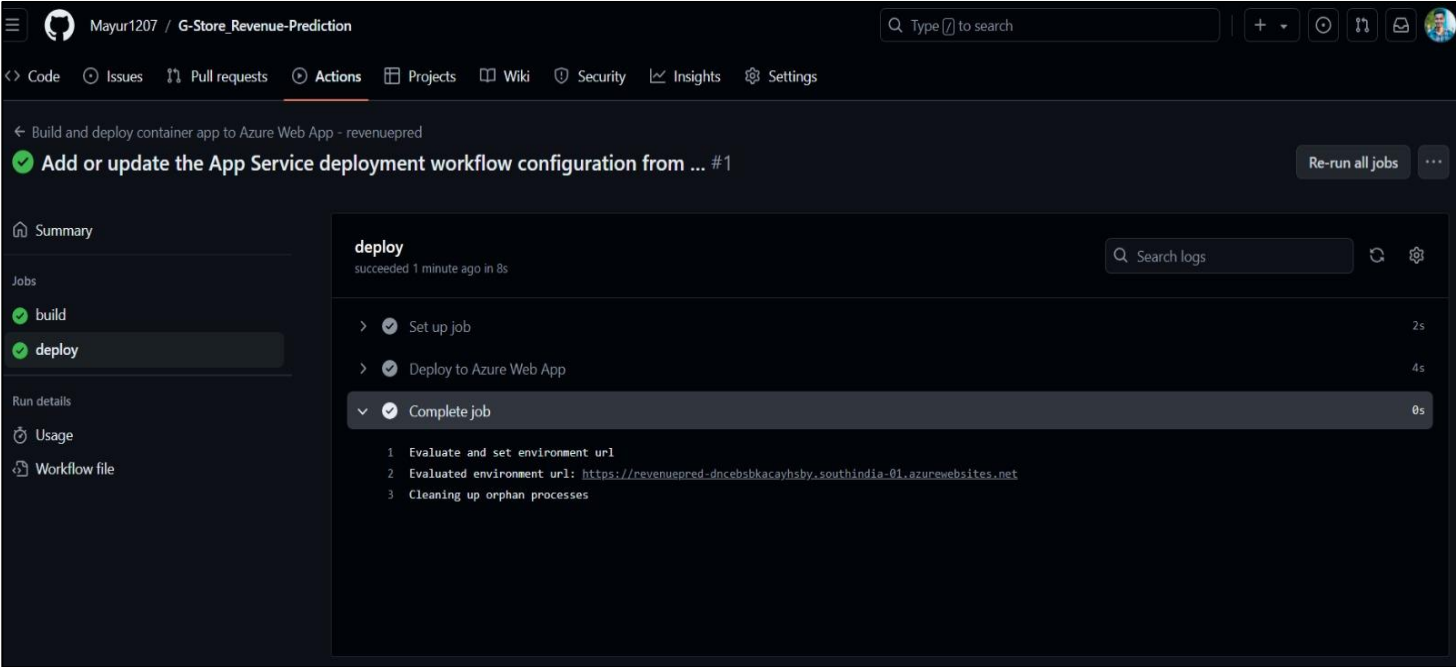 Mayur1207 / G-Store_Revenue-Prediction
Type / to search
Code Issues Pull requests Actions Projects Wiki Security Insights Settings
Build and deploy container app to Azure Web App - revenuepred
Add or update the App Service deployment workflow configuration from ... #1
Re-run all jobs
Summary
Jobs
build
deploy
Run details
Usage
Workflow file
deploy
succeeded 1 minute ago in 8s
Search logs
Set up job 2s
Deploy to Azure Web App 4s
Complete job 0s
1 Evaluate and set environment url
2 Evaluated environment url: https://revenuepred-dncebsbkacayhsby.southindia-01.azurewebsites.net
3 Cleaning up orphan processes